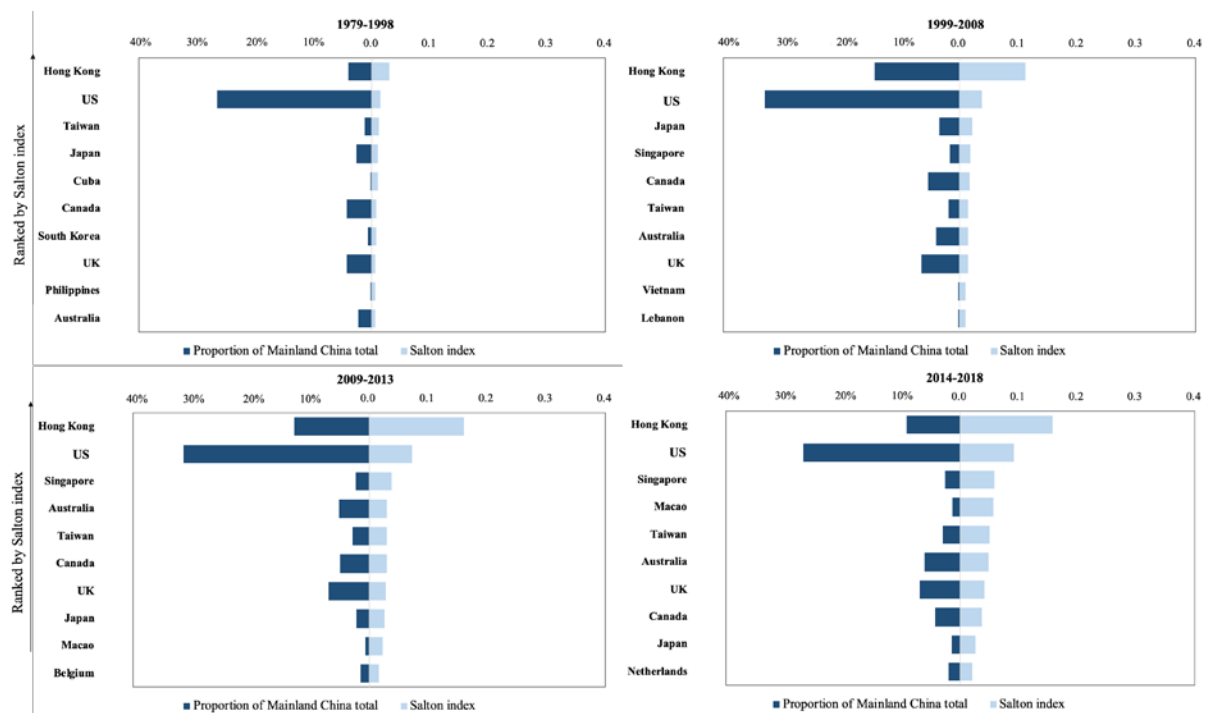 1979-1998
40% 30% 20% 10% 0.0 0.1 0.2 0.3 0.4
Ranked by Salton index
Hong Kong
US
Taiwan
Japan
Cuba
Canada
South Korea
UK
Philippines
Australia
Proportion of Mainland China total Salton index
1999-2008
40% 30% 20% 10% 0.0 0.1 0.2 0.3 0.4
Hong Kong
US
Japan
Singapore
Canada
Taiwan
Australia
UK
Vietnam
Lebanon
Proportion of Mainland China total Salton index
2009-2013
40% 30% 20% 10% 0.0 0.1 0.2 0.3 0.4
Ranked by Salton index
Hong Kong
US
Singapore
Australia
Taiwan
Canada
UK
Japan
Macao
Belgium
Proportion of Mainland China total Salton index
2014-2018
40% 30% 20% 10% 0.0 0.1 0.2 0.3 0.4
Hong Kong
US
Singapore
Macao
Taiwan
Australia
UK
Canada
Japan
Netherlands
Proportion of Mainland China total Salton index